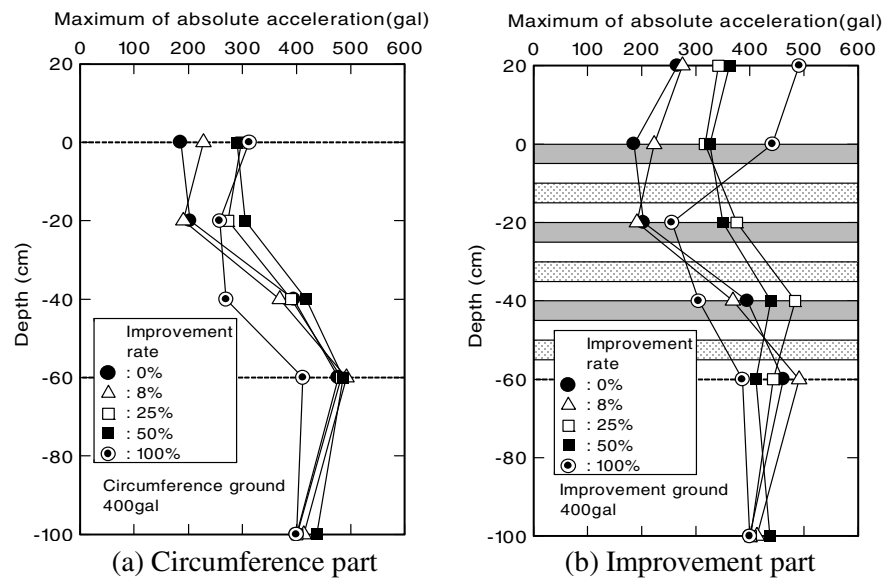 Maximum of absolute acceleration(gal)
0 100 200 300 400 500 600
20
0
-20
-40
-60
-80
-100
Depth (cm)
Improvement
rate
: 0%
: 8%
: 25%
: 50%
: 100%
Circumference ground
400gal
(a) Circumference part
Maximum of absolute acceleration(gal)
0 100 200 300 400 500 600
20
0
-20
-40
-60
-80
-100
Depth (cm)
Improvement
rate
: 0%
: 8%
: 25%
: 50%
: 100%
Improvement ground
400gal
(b) Improvement part